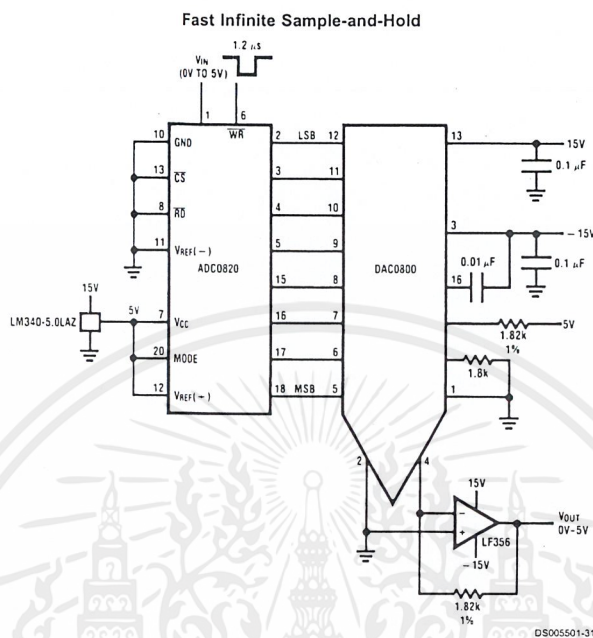 Fast Infinite Sample-and-Hold
1.2 µs
VIN
(0V TO 5V)
1
6
WR
10
GND
13
CS
8
RD
11
VREF(−)
ADC0820
15V
LM340-5.0LAZ
5V
7
VCC
20
MODE
12
VREF(+)
2
LSB
12
3
11
4
10
5
9
15
8
16
7
17
6
18
MSB
5
DAC0800
13
15V
0.1 µF
3
−15V
0.01 µF
16
0.1 µF
5V
1.82k
1%
1.8k
1
2
4
15V
−
+
LF356
−15V
VOUT
0V-5V
1.82k
1%
DS005501-31